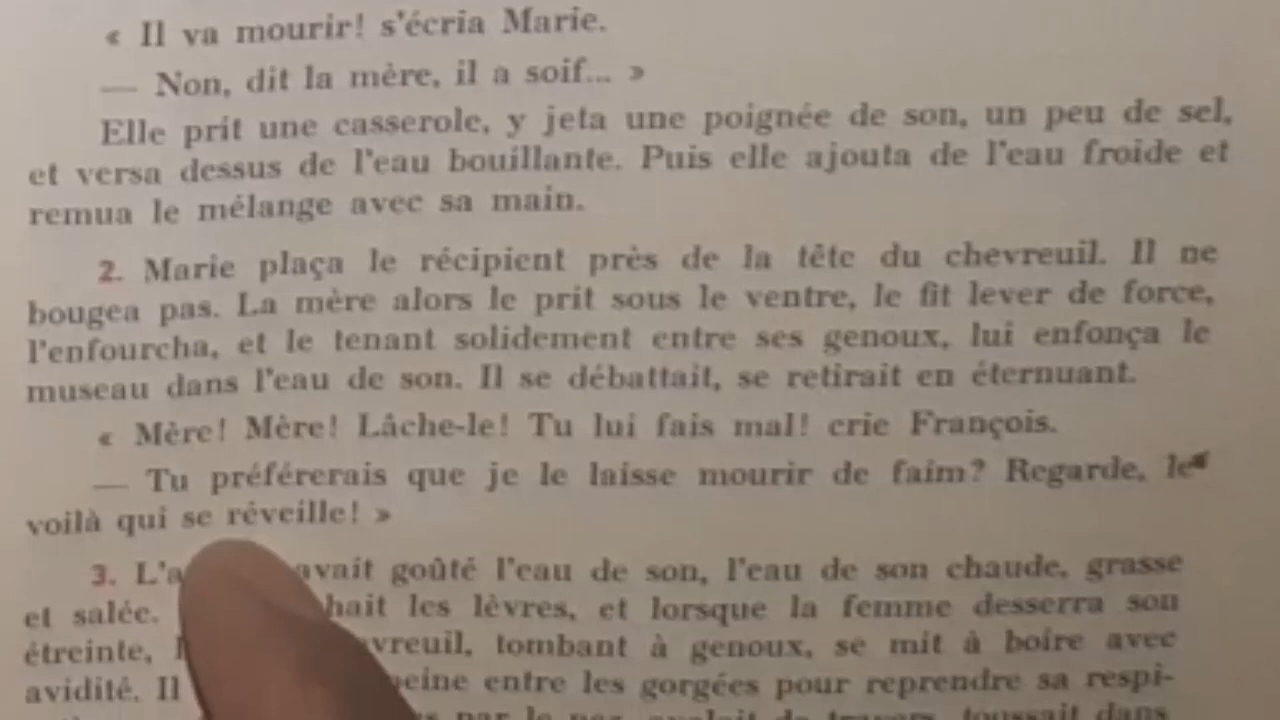 « Il va mourir! s'écria Marie.
— Non, dit la mère, il a soif... »
Elle prit une casserole, y jeta une poignée de son, un peu de sel,
et versa dessus de l'eau bouillante. Puis elle ajouta de l'eau froide et
remua le mélange avec sa main.
2. Marie plaça le récipient près de la tête du chevreuil. Il ne
bougea pas. La mère alors le prit sous le ventre, le fit lever de force,
l'enfourcha, et le tenant solidement entre ses genoux, lui enfonça le
museau dans l'eau de son. Il se débattait, se retirait en éternuant.
« Mère! Mère! Lâche-le! Tu lui fais mal! crie François.
— Tu préférerais que je le laisse mourir de faim? Regarde, le
voilà qui se réveille! »
3. avait goûté l'eau de son, l'eau de son chaude, grasse
et salée. les lèvres, et lorsque la femme desserra son
étreinte, tombant à genoux, se mit à boire avec
avidité. Il entre les gorgées pour reprendre sa respi-
par le nez, avalait de travers, toussait dans